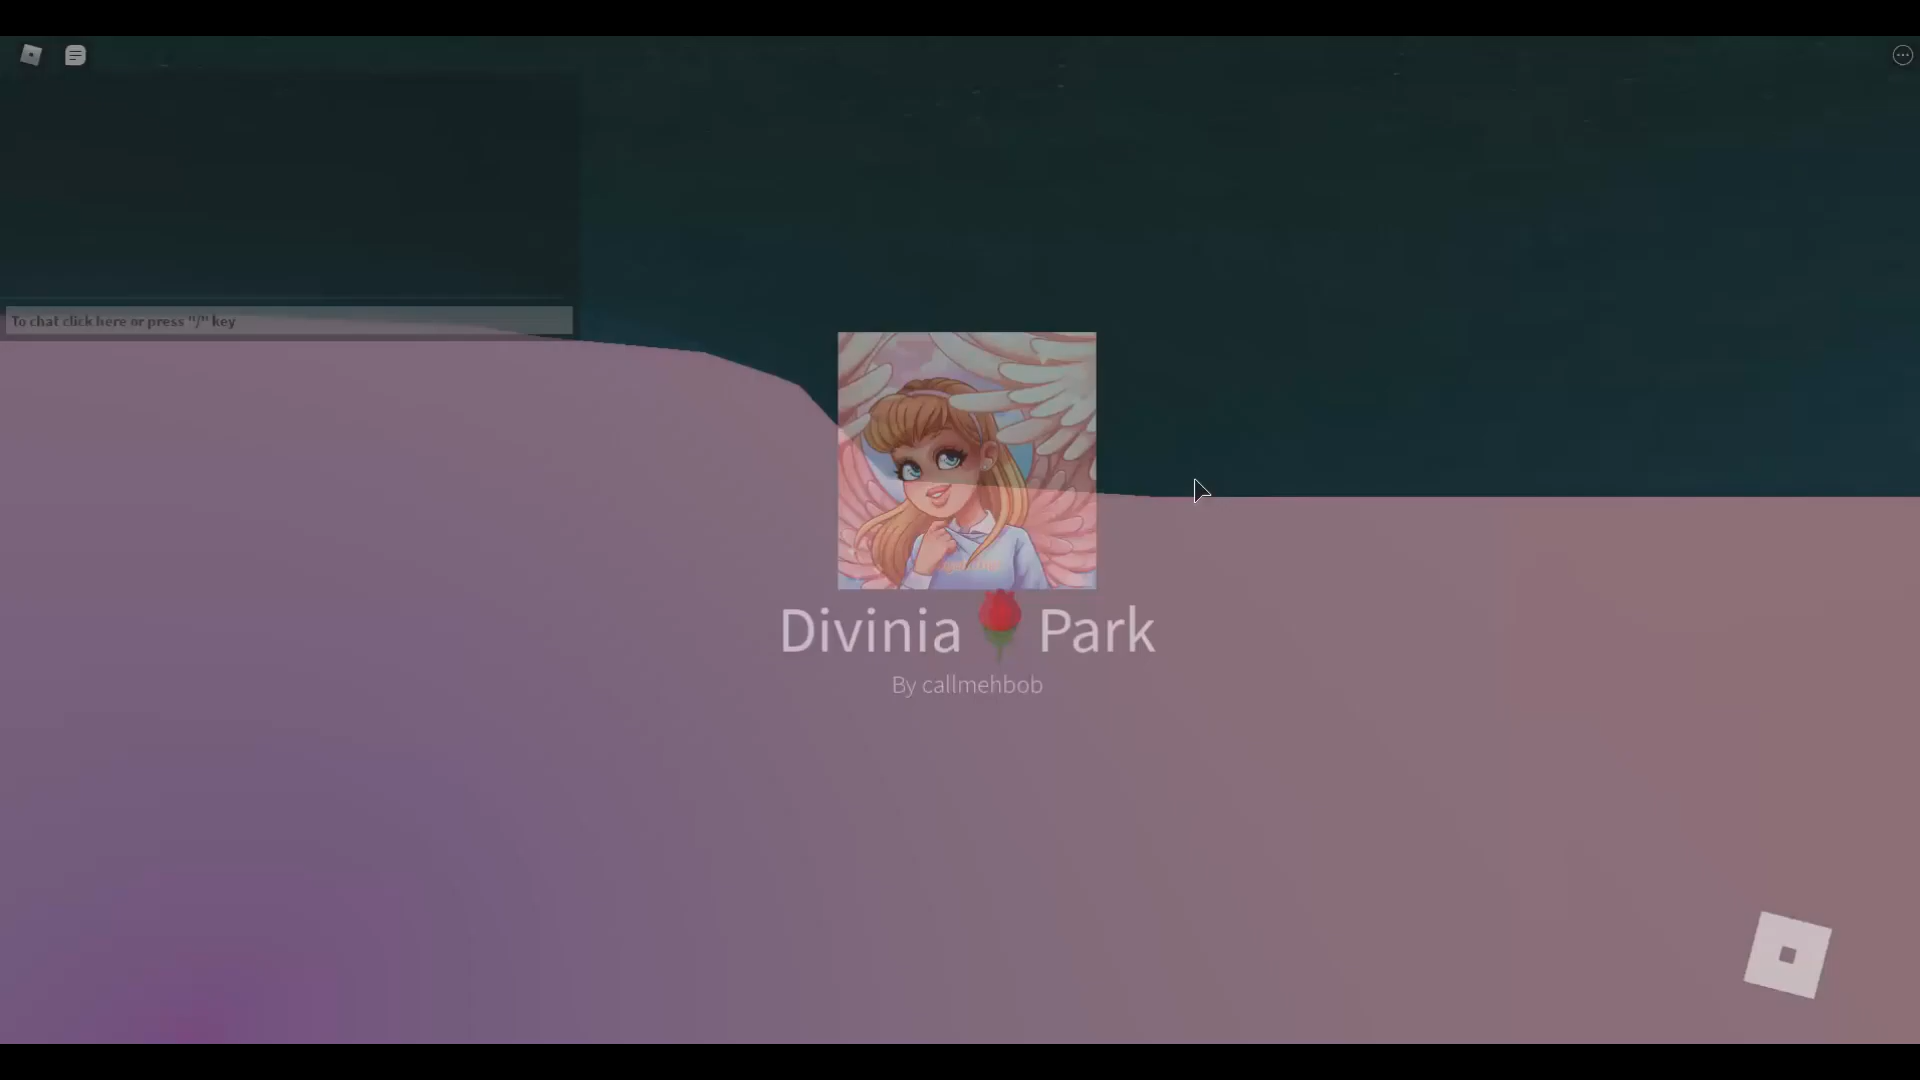 To chat click here or press "/" key
Divinia🌹Park
By callmehbob